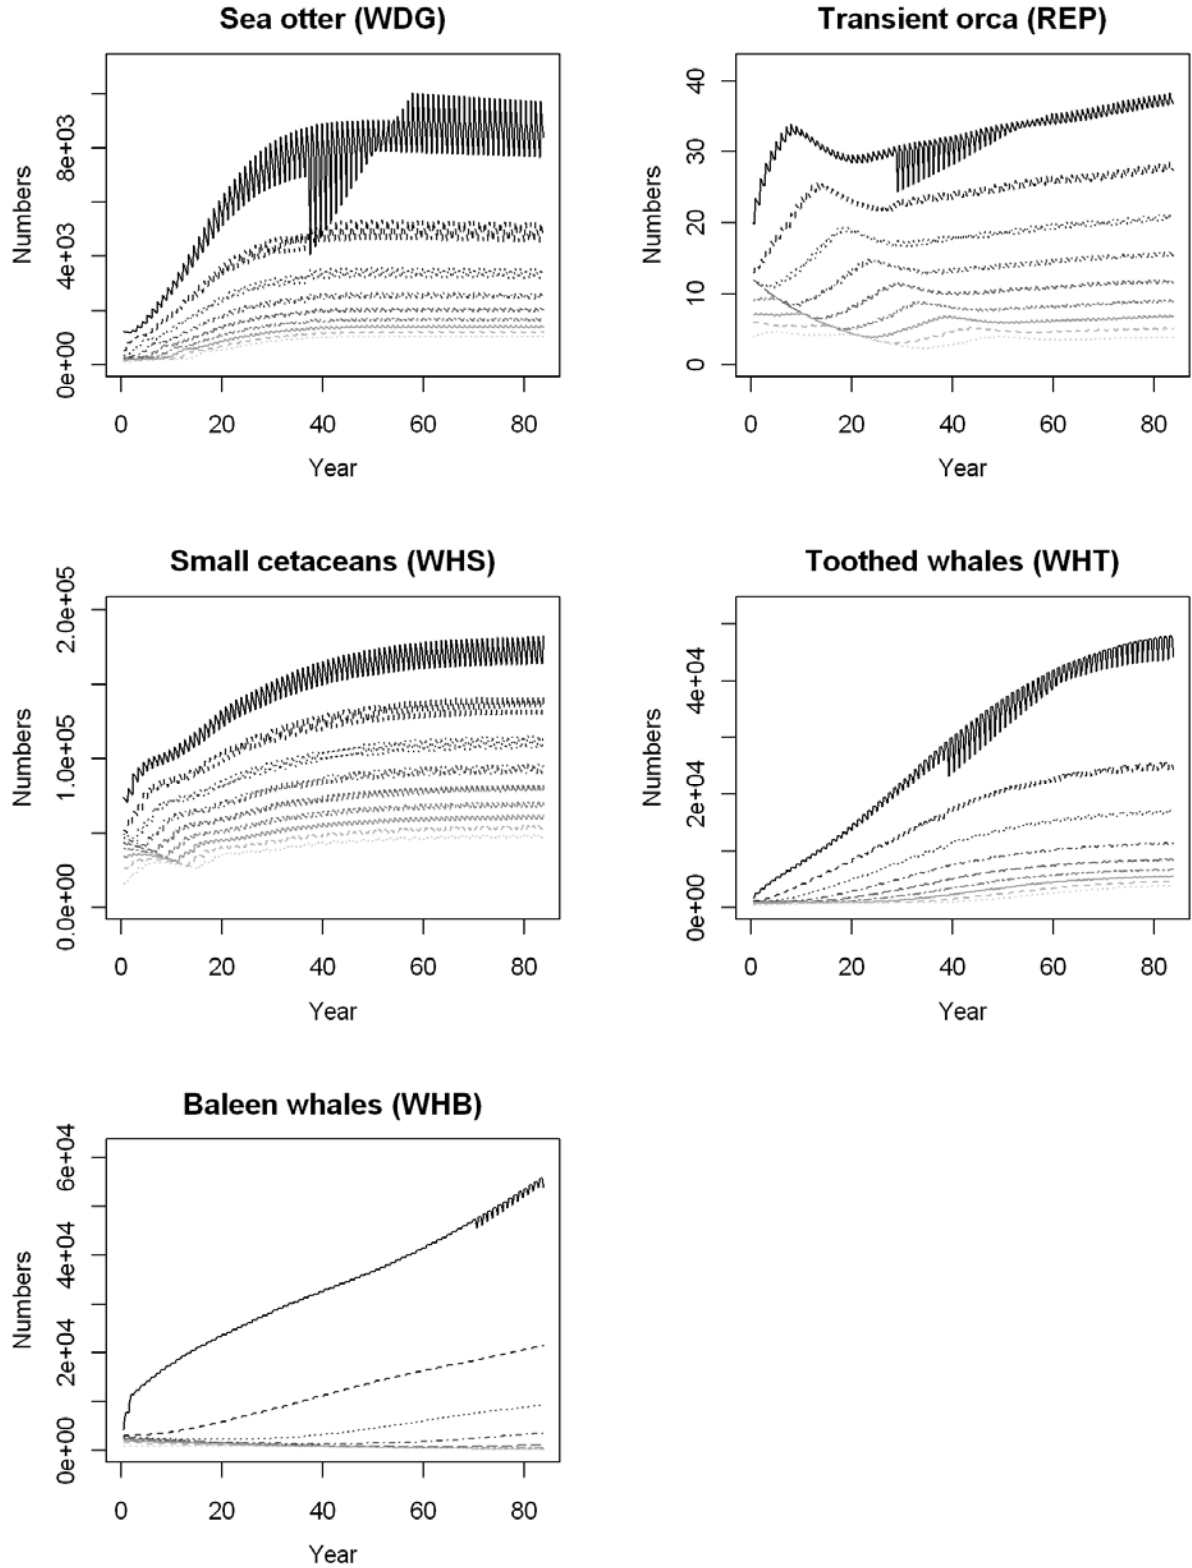 Sea otter (WDG)
Numbers
0e+00 4e+03 8e+03
0 20 40 60 80
Year
Transient orca (REP)
Numbers
0 10 20 30 40
0 20 40 60 80
Year
Small cetaceans (WHS)
Numbers
0.0e+00 1.0e+05 2.0e+05
0 20 40 60 80
Year
Toothed whales (WHT)
Numbers
0e+00 2e+04 4e+04
0 20 40 60 80
Year
Baleen whales (WHB)
Numbers
0e+00 2e+04 4e+04 6e+04
0 20 40 60 80
Year